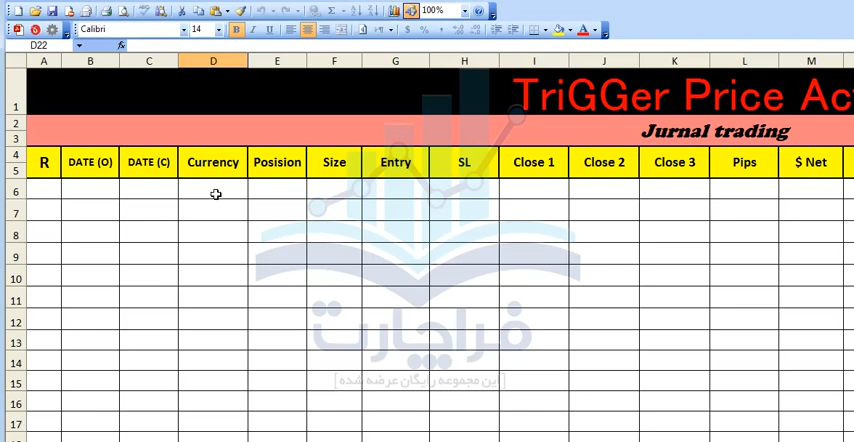 Calibri 14 100%
D22 fx
A B C D E F G H I J K L M
1 TriGGer Price Ac
2 Jurnal trading
3
4 R DATE (O) DATE (C) Currency Posision Size Entry SL Close 1 Close 2 Close 3 Pips $ Net
5
6
7
8
9
10
11
12
13
14
15
16
17
فراچارت
[این مجموعه رایگان عرضه شده]